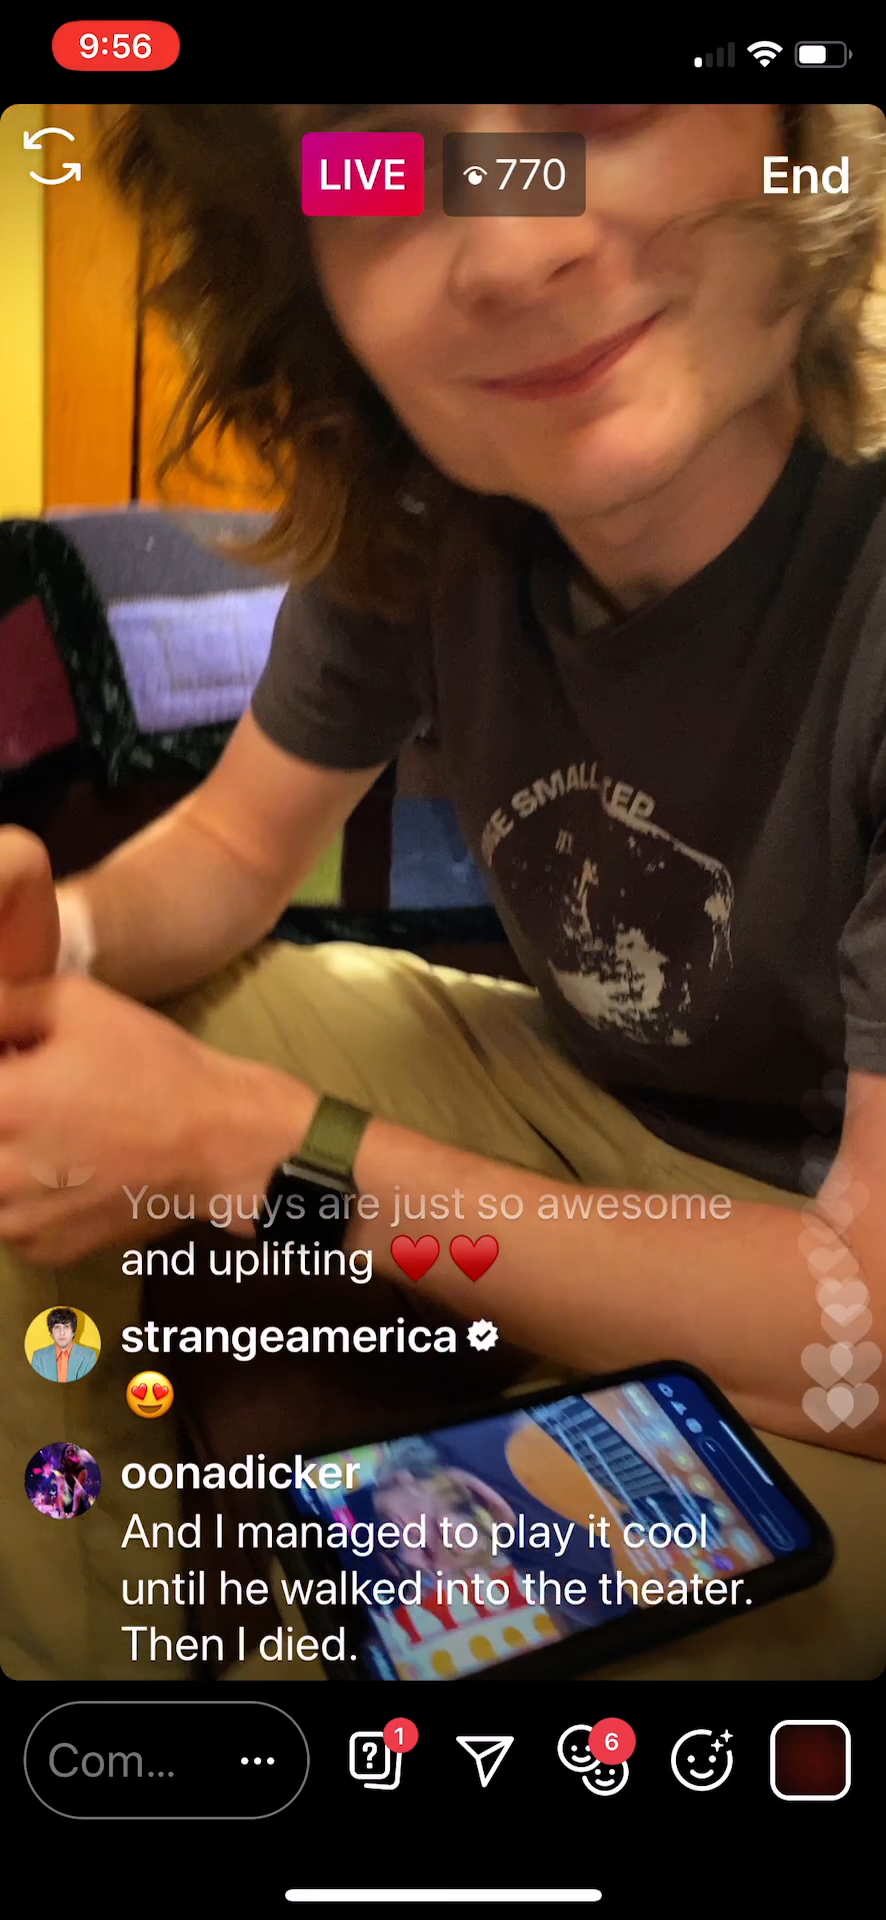 9:56
LIVE
770
End
SMALL
You guys are just so awesome
and uplifting ♥️♥️
strangeamerica
😍
oonadicker
And I managed to play it cool
until he walked into the theater.
Then I died.
Com...
1
6